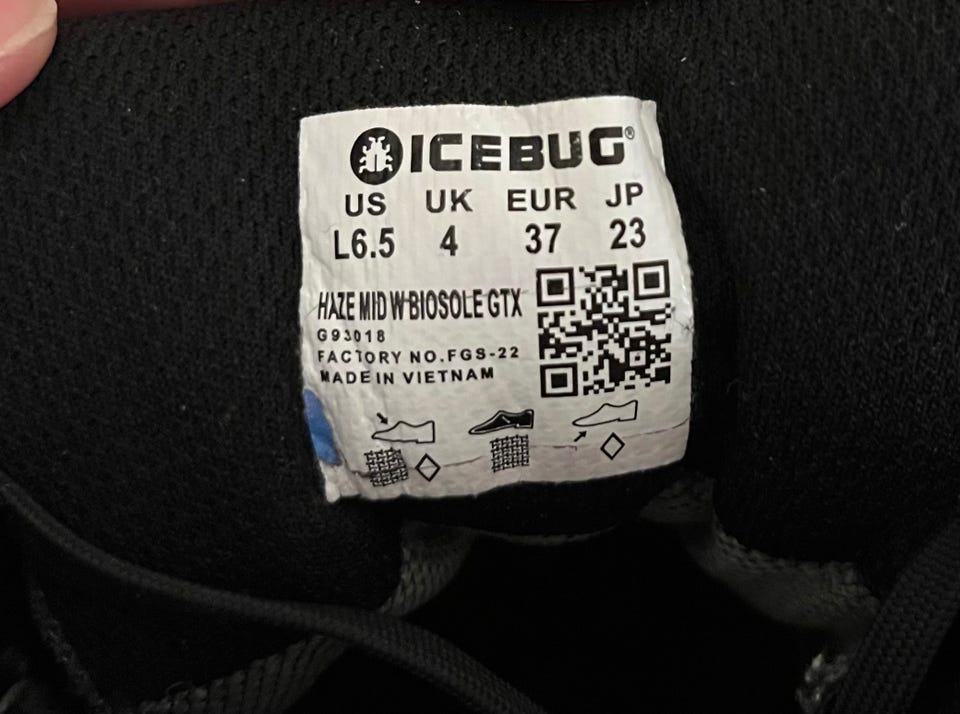 ICEBUG®
US UK EUR JP
L6.5 4 37 23
HAZE MID W BIOSOLE GTX
G93018
FACTORY NO.FGS-22
MADE IN VIETNAM